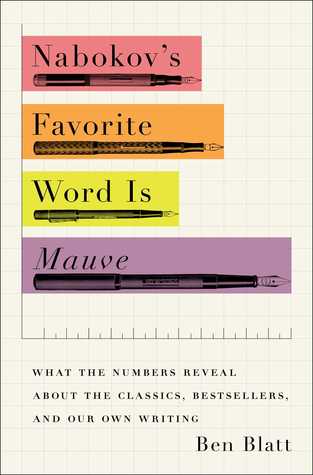 Nabokov's
Favorite
Word Is
Mauve
WHAT THE NUMBERS REVEAL
ABOUT THE CLASSICS, BESTSELLERS,
AND OUR OWN WRITING
Ben Blatt